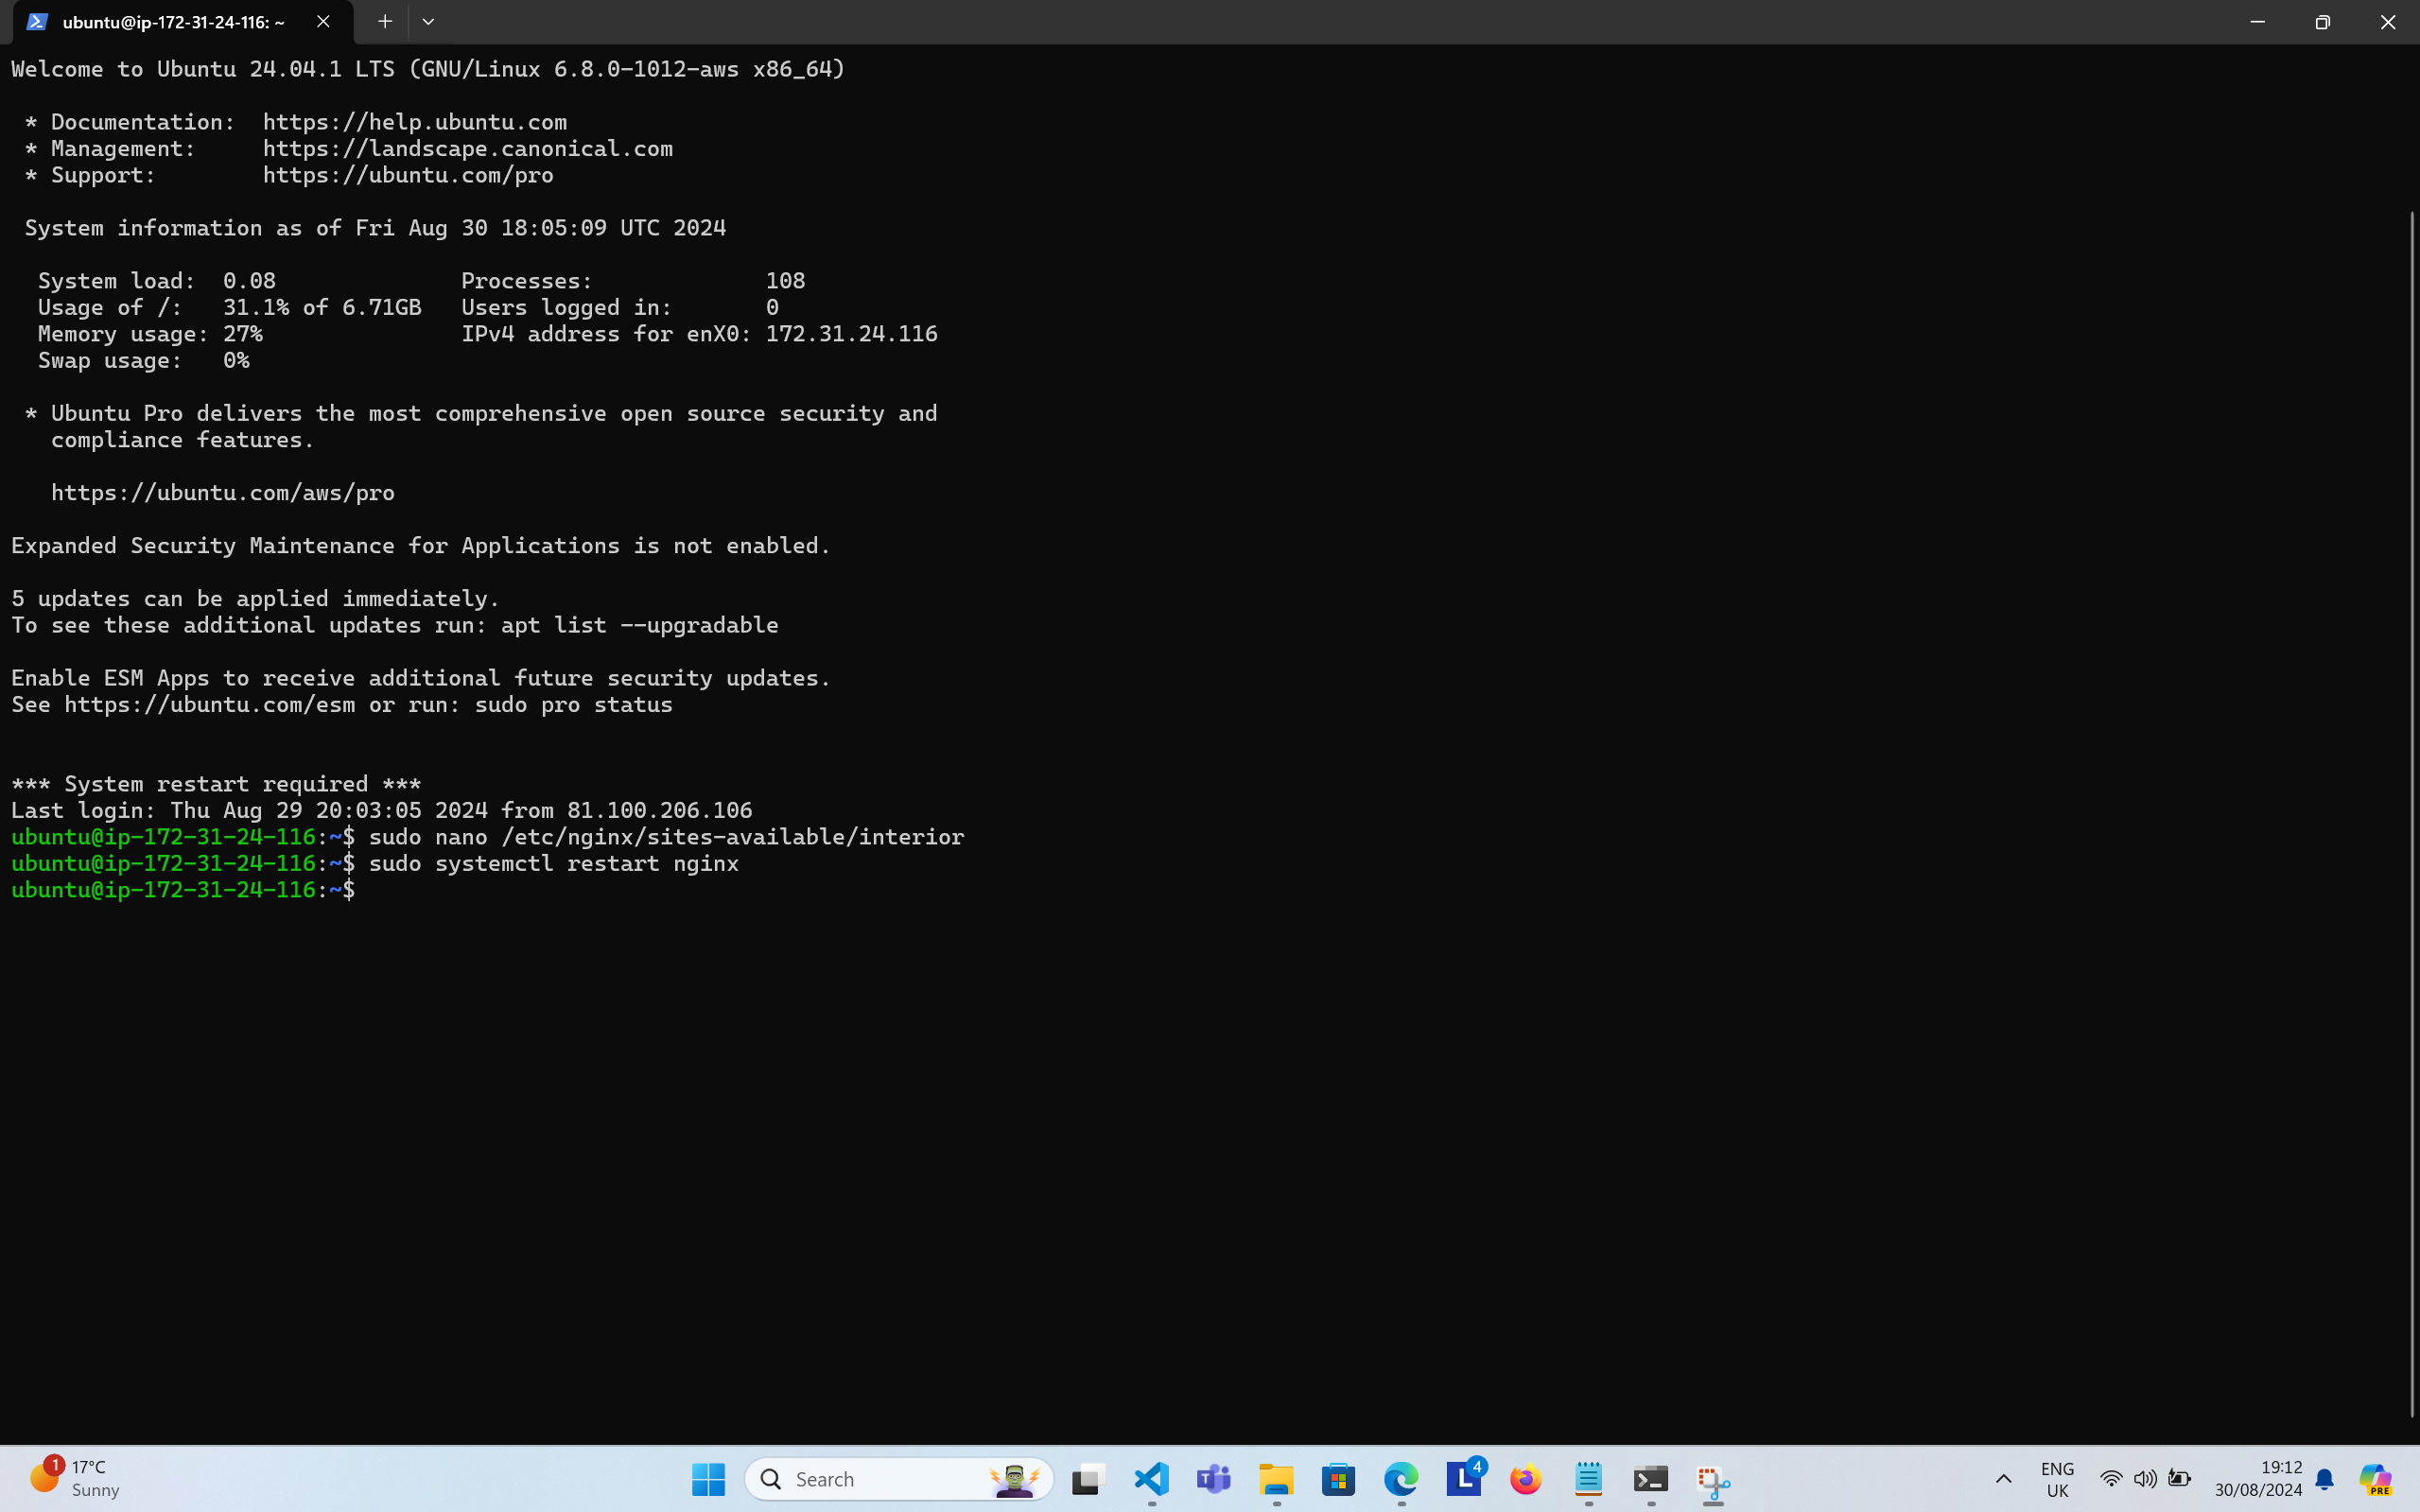 ubuntu@ip-172-31-24-116: ~
Welcome to Ubuntu 24.04.1 LTS (GNU/Linux 6.8.0-1012-aws x86_64)
* Documentation:  https://help.ubuntu.com
* Management:     https://landscape.canonical.com
* Support:        https://ubuntu.com/pro
System information as of Fri Aug 30 18:05:09 UTC 2024
System load:  0.08              Processes:             108
Usage of /:   31.1% of 6.71GB   Users logged in:       0
Memory usage: 27%               IPv4 address for enX0: 172.31.24.116
Swap usage:   0%
* Ubuntu Pro delivers the most comprehensive open source security and
compliance features.
https://ubuntu.com/aws/pro
Expanded Security Maintenance for Applications is not enabled.
5 updates can be applied immediately.
To see these additional updates run: apt list --upgradable
Enable ESM Apps to receive additional future security updates.
See https://ubuntu.com/esm or run: sudo pro status
*** System restart required ***
Last login: Thu Aug 29 20:03:05 2024 from 81.100.206.106
ubuntu@ip-172-31-24-116:~$ sudo nano /etc/nginx/sites-available/interior
ubuntu@ip-172-31-24-116:~$ sudo systemctl restart nginx
ubuntu@ip-172-31-24-116:~$
1
17°C
Sunny
Search
T
L
4
ENG
UK
19:12
30/08/2024
PRE